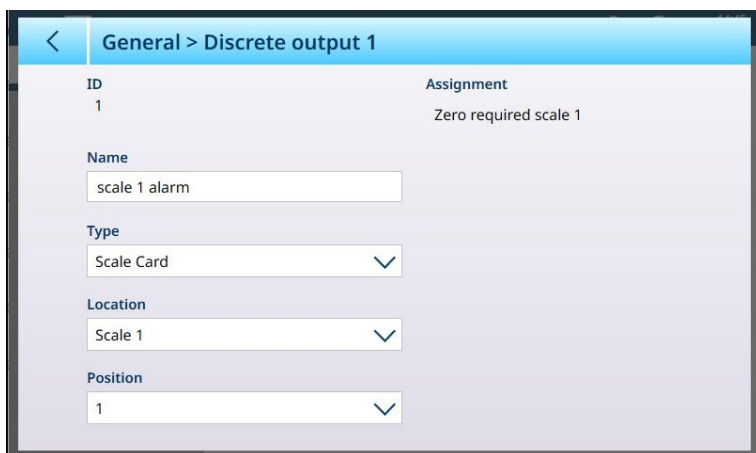 General > Discrete output 1
ID
1
Assignment
Zero required scale 1
Name
scale 1 alarm
Type
Scale Card
Location
Scale 1
Position
1